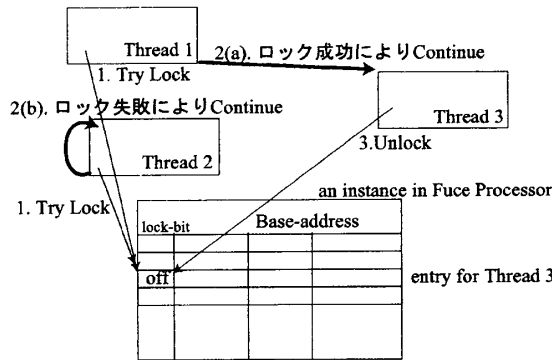 Thread 1
1. Try Lock
2(a). ロック成功によりContinue
Thread 3
2(b). ロック失敗によりContinue
Thread 2
3.Unlock
1. Try Lock
an instance in Fuce Processor
lock-bit
Base-address
off
entry for Thread 3